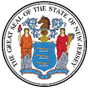 THE GREAT SEAL OF THE STATE OF NEW JERSEY